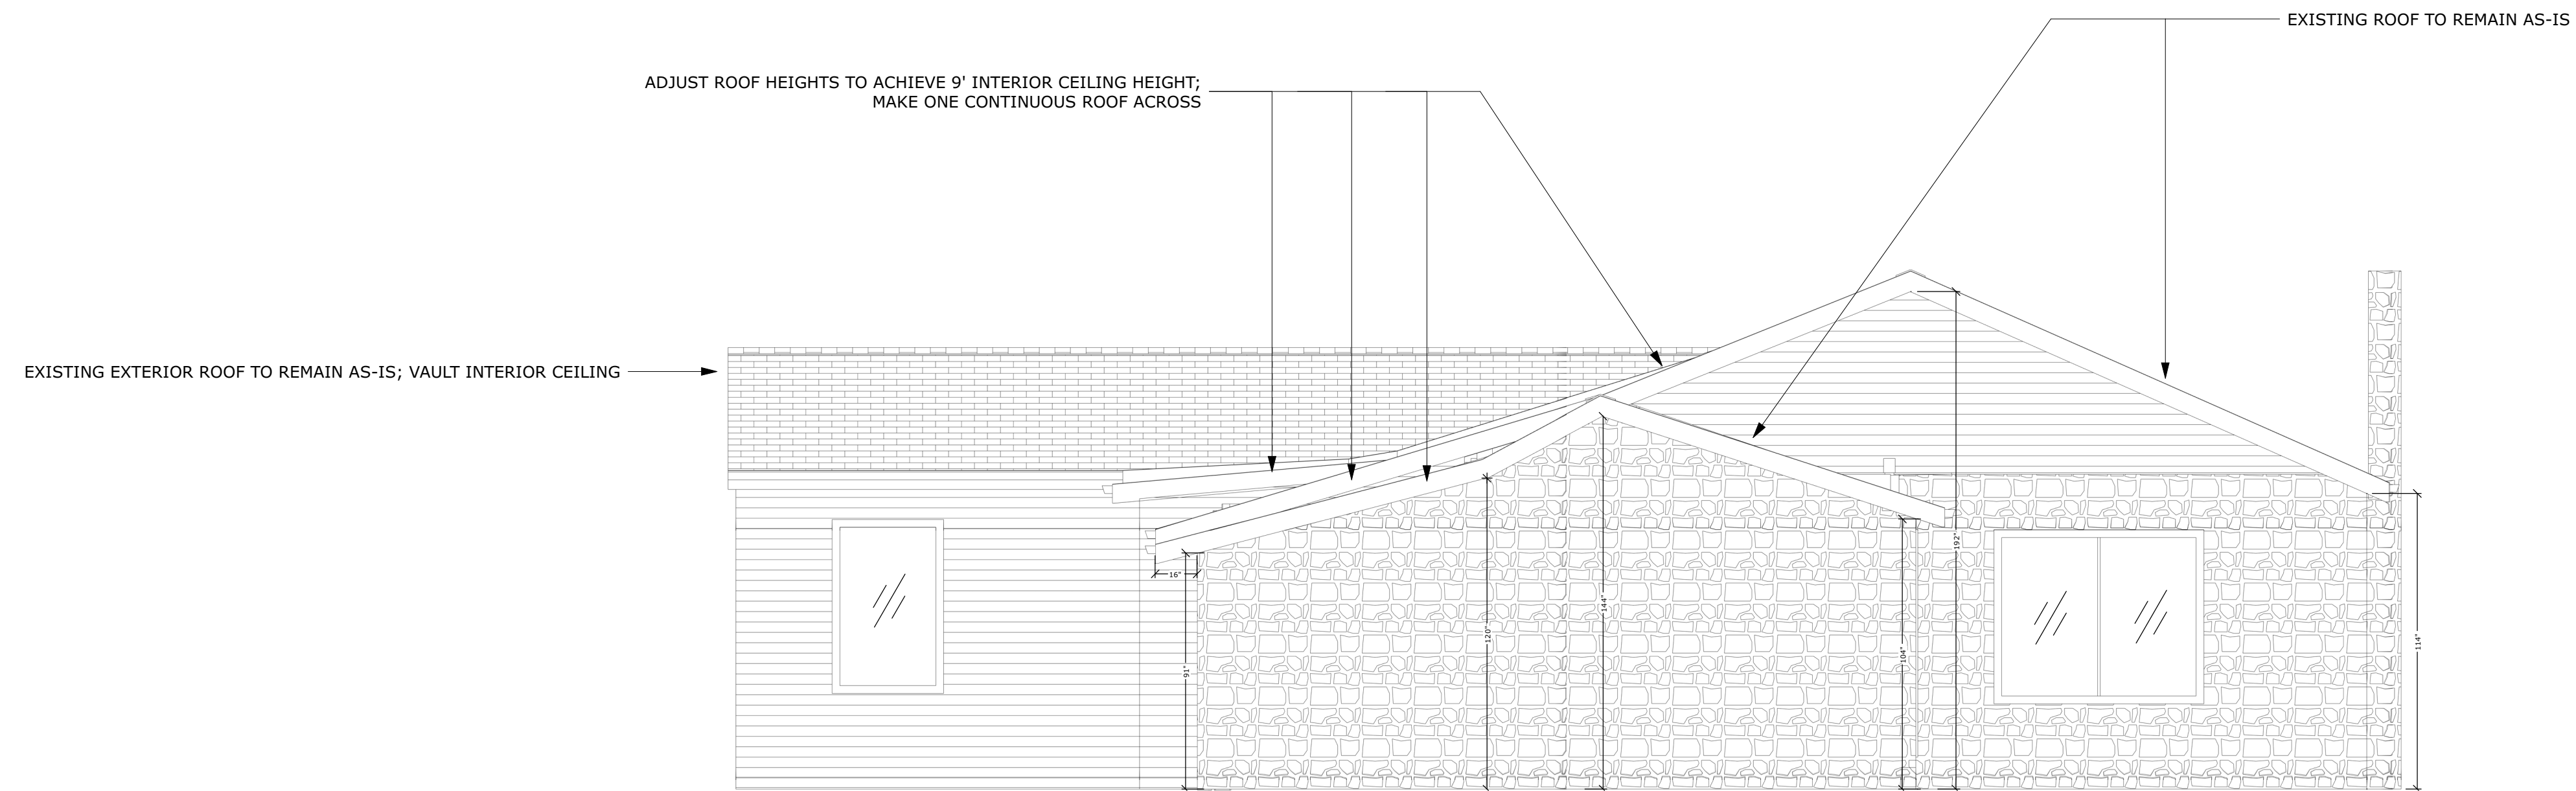 EXISTING ROOF TO REMAIN AS-IS
ADJUST ROOF HEIGHTS TO ACHIEVE 9' INTERIOR CEILING HEIGHT;
MAKE ONE CONTINUOUS ROOF ACROSS
EXISTING EXTERIOR ROOF TO REMAIN AS-IS; VAULT INTERIOR CEILING
192"
16"
144"
120"
114"
104"
91"